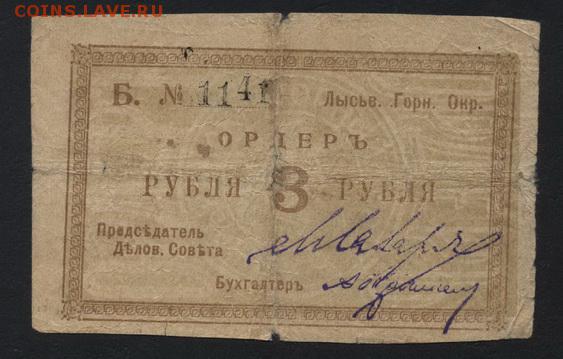 COINS.LAVE.RU
Б. № 1141 Лысьв. Горн. Окр.
ОРДЕРЪ
РУБЛЯ 3 РУБЛЯ
Предсѣдатель
Дѣлов. Совѣта
Бухгалтеръ